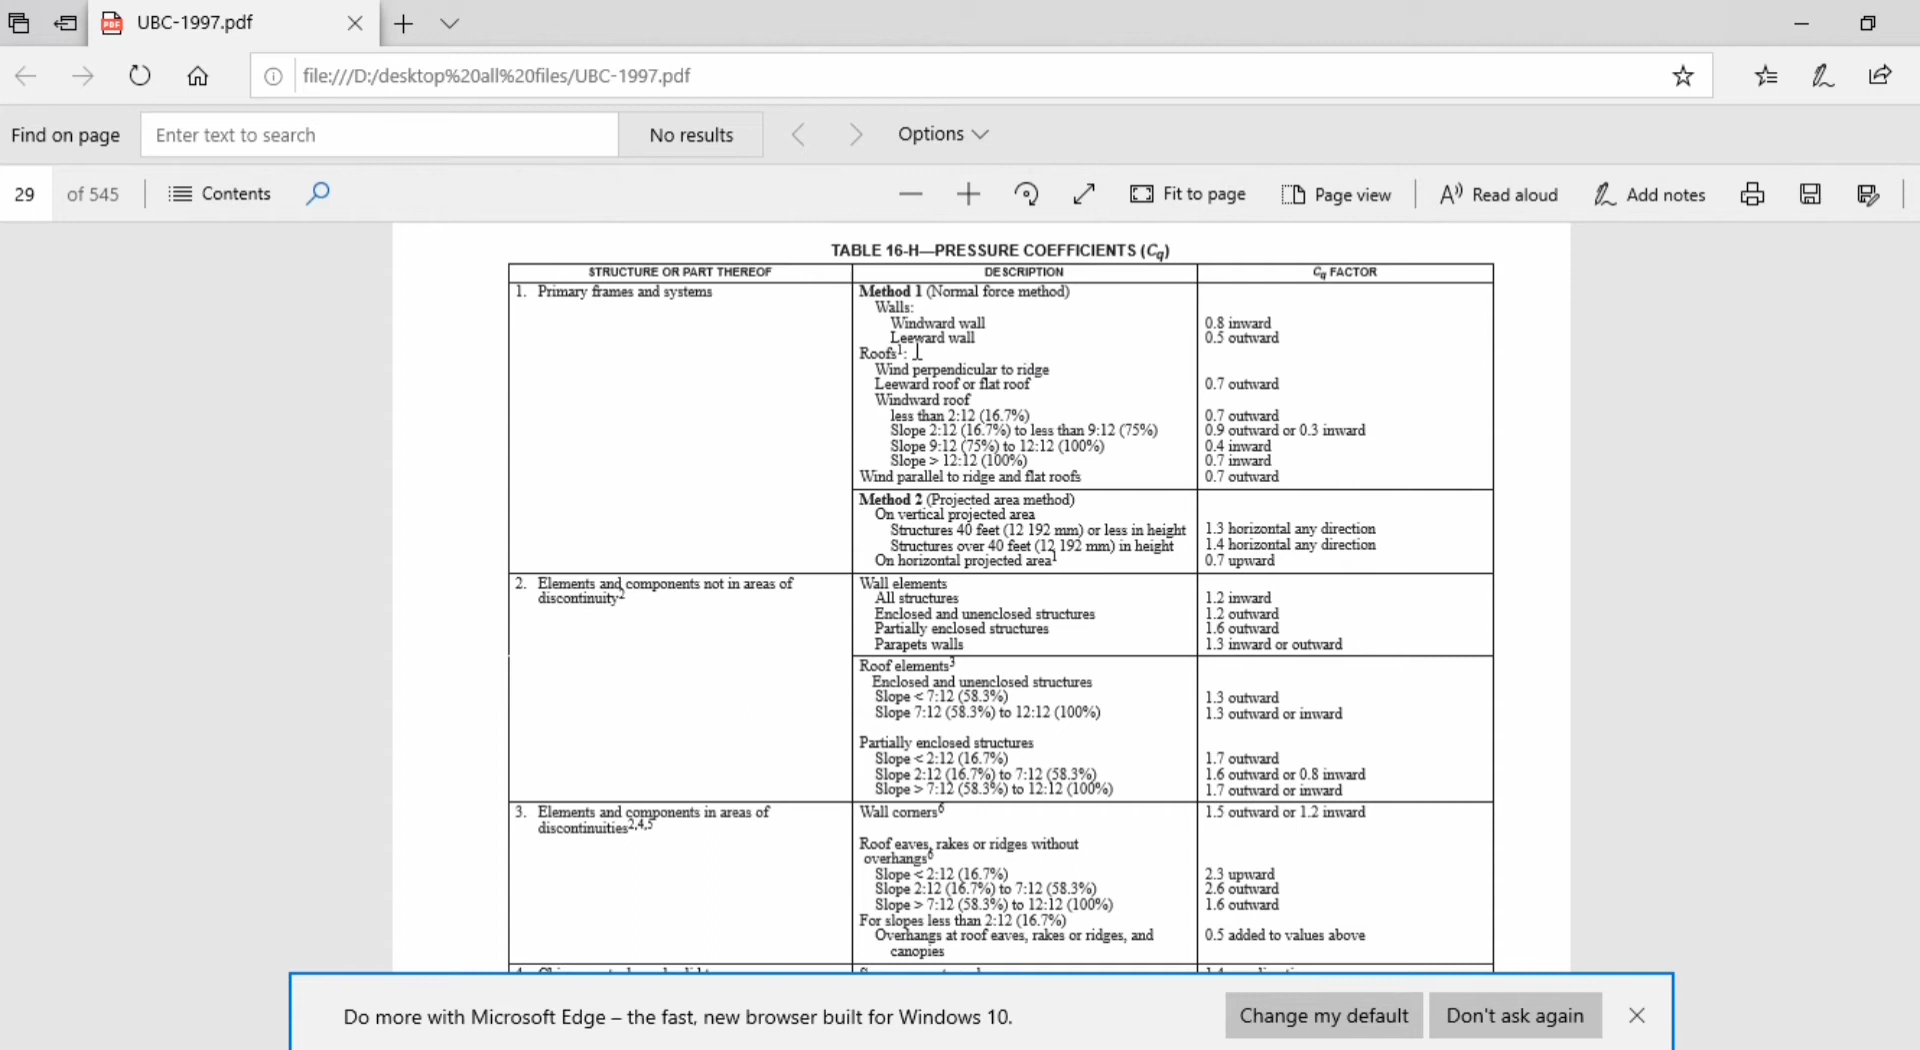 UBC-1997.pdf
file:///D:/desktop%20all%20files/UBC-1997.pdf
Find on page Enter text to search No results Options
29 of 545 Contents Fit to page Page view Read aloud Add notes
TABLE 16-H—PRESSURE COEFFICIENTS (Cq)
STRUCTURE OR PART THEREOF DESCRIPTION Cq FACTOR
1. Primary frames and systems Method 1 (Normal force method)
Walls:
Windward wall 0.8 inward
Leeward wall 0.5 outward
Roofs1:
Wind perpendicular to ridge
Leeward roof or flat roof 0.7 outward
Windward roof
less than 2:12 (16.7%) 0.7 outward
Slope 2:12 (16.7%) to less than 9:12 (75%) 0.9 outward or 0.3 inward
Slope 9:12 (75%) to 12:12 (100%) 0.4 inward
Slope > 12:12 (100%) 0.7 inward
Wind parallel to ridge and flat roofs 0.7 outward
Method 2 (Projected area method)
On vertical projected area
Structures 40 feet (12 192 mm) or less in height 1.3 horizontal any direction
Structures over 40 feet (12 192 mm) in height 1.4 horizontal any direction
On horizontal projected area1 0.7 upward
2. Elements and components not in areas of Wall elements
discontinuity2 All structures 1.2 inward
Enclosed and unenclosed structures 1.2 outward
Partially enclosed structures 1.6 outward
Parapets walls 1.3 inward or outward
Roof elements3
Enclosed and unenclosed structures
Slope < 7:12 (58.3%) 1.3 outward
Slope 7:12 (58.3%) to 12:12 (100%) 1.3 outward or inward
Partially enclosed structures
Slope < 2:12 (16.7%) 1.7 outward
Slope 2:12 (16.7%) to 7:12 (58.3%) 1.6 outward or 0.8 inward
Slope > 7:12 (58.3%) to 12:12 (100%) 1.7 outward or inward
3. Elements and components in areas of Wall corners6 1.5 outward or 1.2 inward
discontinuities2,4,5
Roof eaves, rakes or ridges without
overhangs6
Slope < 2:12 (16.7%) 2.3 upward
Slope 2:12 (16.7%) to 7:12 (58.3%) 2.6 outward
Slope > 7:12 (58.3%) to 12:12 (100%) 1.6 outward
For slopes less than 2:12 (16.7%)
Overhangs at roof eaves, rakes or ridges, and 0.5 added to values above
canopies
Do more with Microsoft Edge – the fast, new browser built for Windows 10. Change my default Don't ask again